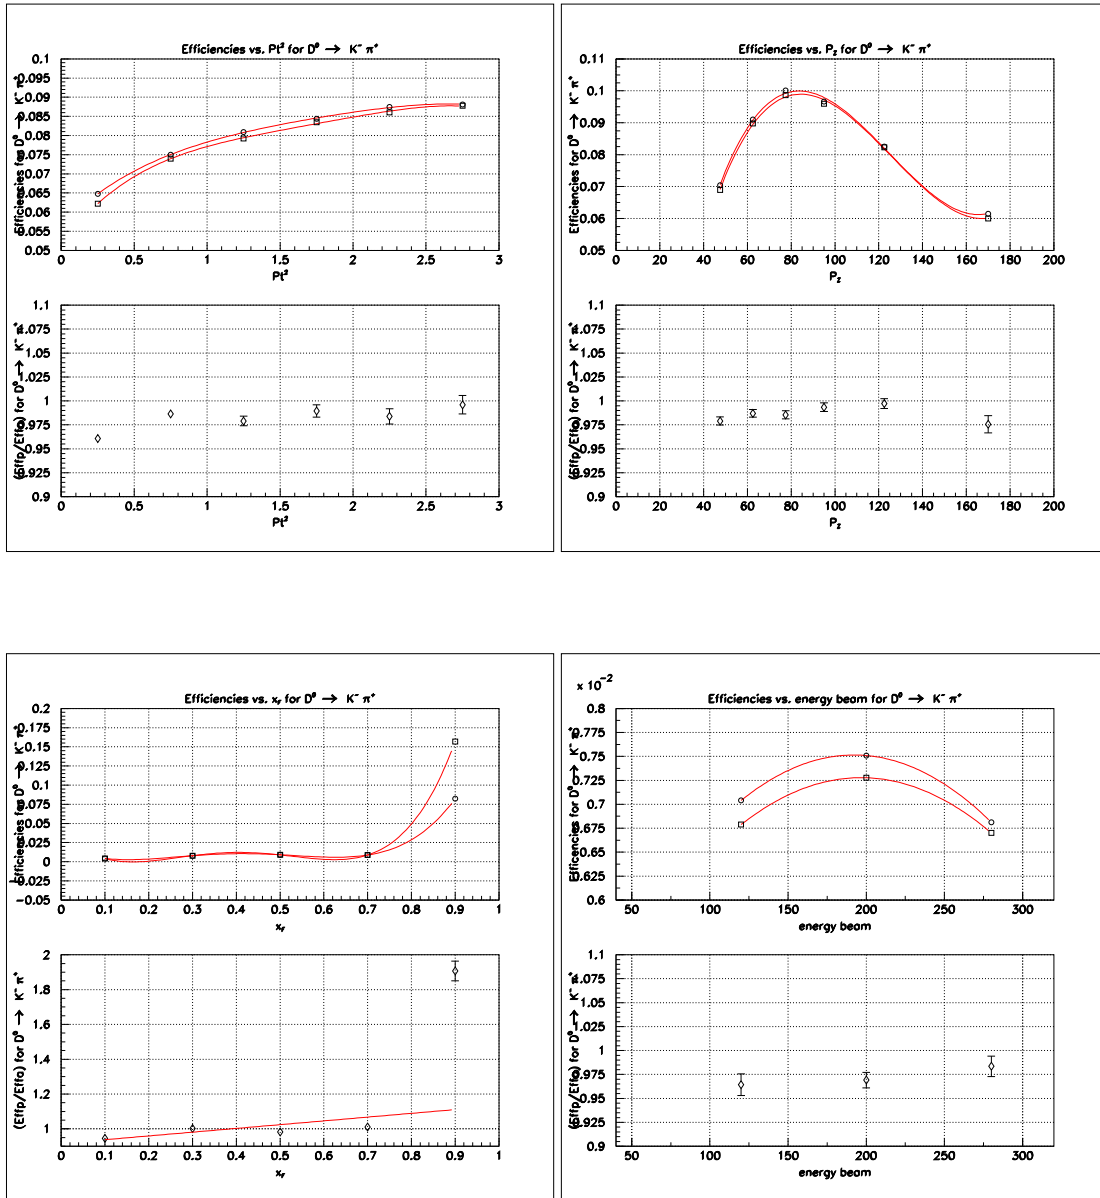 Efficiencies vs. Pt² for D⁰ → K⁻ π⁺
Efficiencies for D⁰ → K⁻ π⁺
0.1
0.095
0.09
0.085
0.08
0.075
0.07
0.065
0.06
0.055
0.05
0 0.5 1 1.5 2 2.5 3
Pt²
(Effp/Effa) for D⁰ → K⁻ π⁺
1.1
1.075
1.05
1.025
1
0.975
0.95
0.925
0.9
0 0.5 1 1.5 2 2.5 3
Pt²
Efficiencies vs. P_z for D⁰ → K⁻ π⁺
Efficiencies for D⁰ → K⁻ π⁺
0.11
0.1
0.09
0.08
0.07
0.06
0.05
0 20 40 60 80 100 120 140 160 180 200
P_z
(Effp/Effa) for D⁰ → K⁻ π⁺
1.1
1.075
1.05
1.025
1
0.975
0.95
0.925
0.9
0 20 40 60 80 100 120 140 160 180 200
P_z
Efficiencies vs. x_F for D⁰ → K⁻ π⁺
Efficiencies for D⁰ → K⁻ π⁺
0.2
0.175
0.15
0.125
0.1
0.075
0.05
0.025
0
-0.025
-0.05
0 0.1 0.2 0.3 0.4 0.5 0.6 0.7 0.8 0.9 1
x_F
(Effp/Effa) for D⁰ → K⁻ π⁺
2
1.8
1.6
1.4
1.2
1
0 0.1 0.2 0.3 0.4 0.5 0.6 0.7 0.8 0.9 1
x_F
x 10⁻²
Efficiencies vs. energy beam for D⁰ → K⁻ π⁺
Efficencies for D⁰ → K⁻ π⁺
0.8
0.775
0.75
0.725
0.7
0.675
0.65
0.625
0.6
50 100 150 200 250 300
energy beam
(Effp/Effa) for D⁰ → K⁻ π⁺
1.1
1.075
1.05
1.025
1
0.975
0.95
0.925
0.9
50 100 150 200 250 300
energy beam